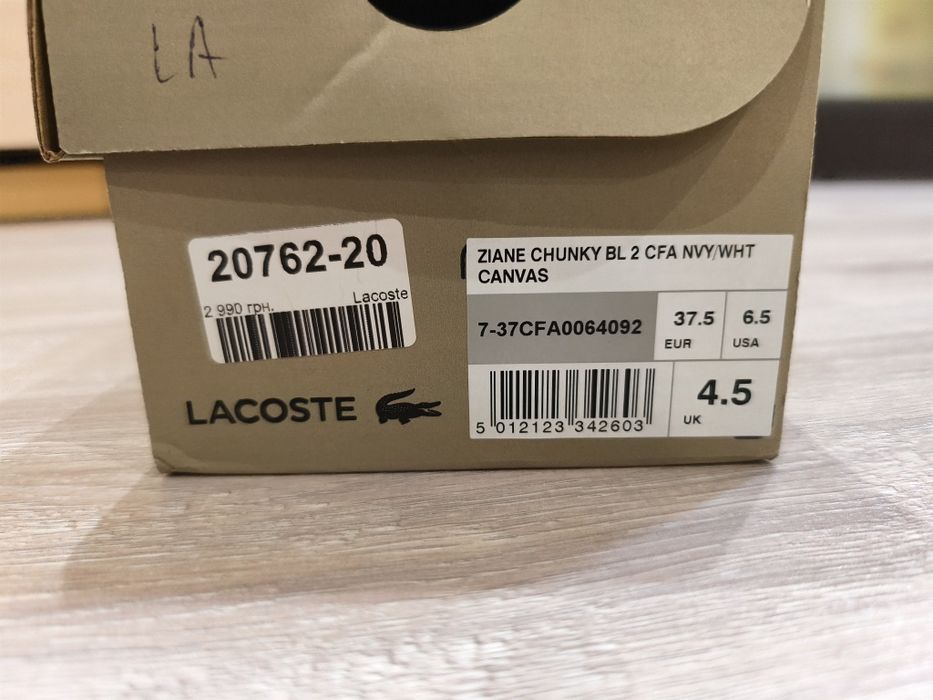 LA
20762-20
2 990 грн. Lacoste
LACOSTE
ZIANE CHUNKY BL 2 CFA NVY/WHT
CANVAS
7-37CFA0064092
37.5
EUR
6.5
USA
5 012123 342603
4.5
UK